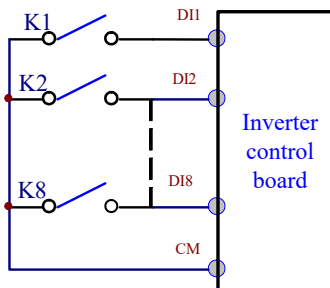 K1
DI1
K2
DI2
Inverter
control
board
K8
DI8
CM